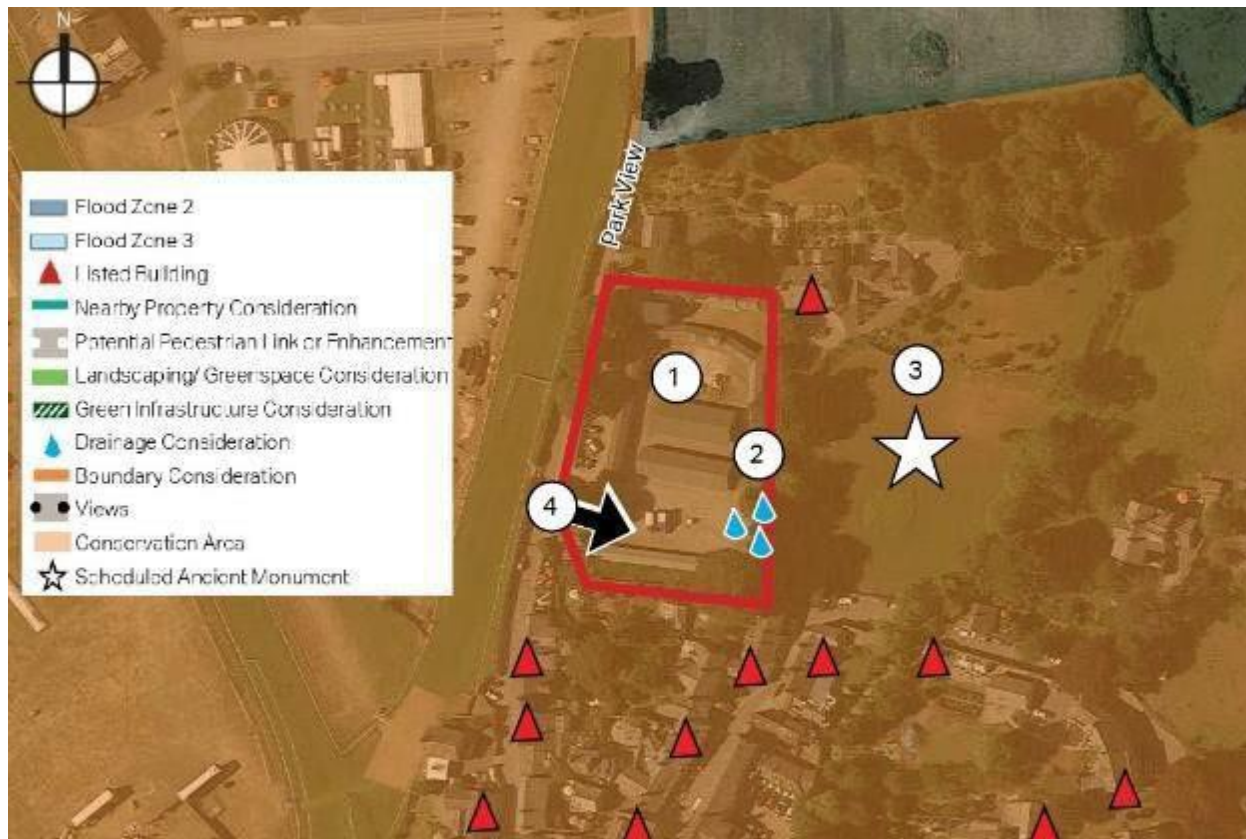 N
Flood Zone 2
Flood Zone 3
Listed Building
Nearby Property Consideration
Potential Pedestrian Link or Enhancement
Landscaping/ Greenspace Consideration
Green Infrastructure Consideration
Drainage Consideration
Boundary Consideration
Views
Conservation Area
Scheduled Ancient Monument
Park View
1
2
3
4